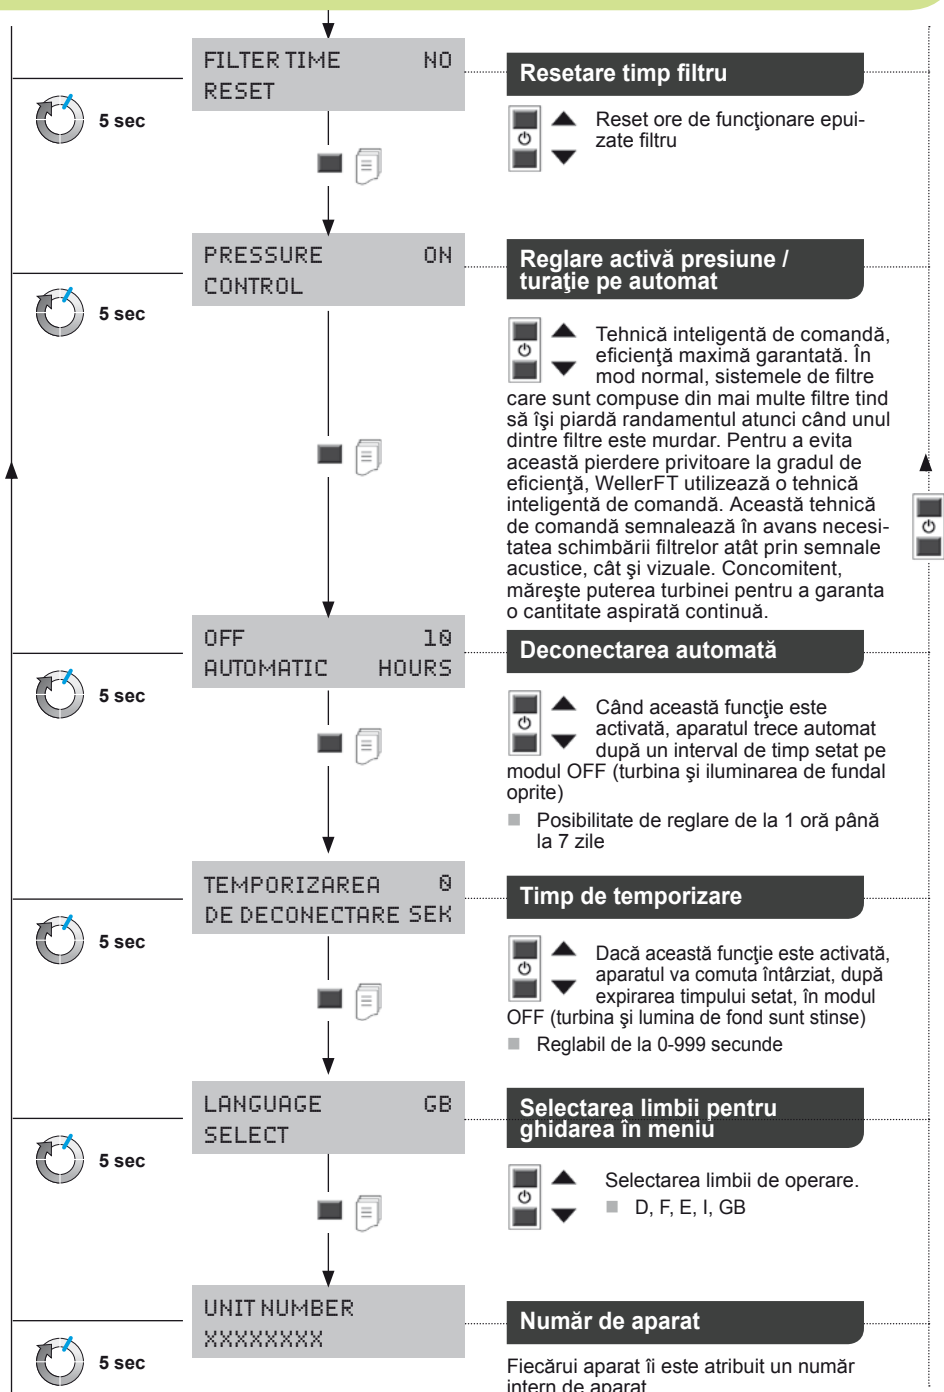 FILTER TIME NO
RESET
Resetare timp filtru
5 sec
Reset ore de funcţionare epui-
zate filtru
PRESSURE ON
CONTROL
Reglare activă presiune /
turaţie pe automat
5 sec
Tehnică inteligentă de comandă,
eficienţă maximă garantată. În
mod normal, sistemele de filtre
care sunt compuse din mai multe filtre tind
să îşi piardă randamentul atunci când unul
dintre filtre este murdar. Pentru a evita
această pierdere privitoare la gradul de
eficienţă, WellerFT utilizează o tehnică
inteligentă de comandă. Această tehnică
de comandă semnalează în avans necesi-
tatea schimbării filtrelor atât prin semnale
acustice, cât şi vizuale. Concomitent,
măreşte puterea turbinei pentru a garanta
o cantitate aspirată continuă.
OFF 10
AUTOMATIC HOURS
Deconectarea automată
5 sec
Când această funcţie este
activată, aparatul trece automat
după un interval de timp setat pe
modul OFF (turbina şi iluminarea de fundal
oprite)
Posibilitate de reglare de la 1 oră până
la 7 zile
TEMPORIZAREA 0
DE DECONECTARE SEK
Timp de temporizare
5 sec
Dacă această funcţie este activată,
aparatul va comuta întârziat, după
expirarea timpului setat, în modul
OFF (turbina şi lumina de fond sunt stinse)
Reglabil de la 0-999 secunde
LANGUAGE GB
SELECT
Selectarea limbii pentru
ghidarea în meniu
5 sec
Selectarea limbii de operare.
D, F, E, I, GB
UNIT NUMBER
XXXXXXXX
Număr de aparat
5 sec
Fiecărui aparat îi este atribuit un număr
intern de aparat